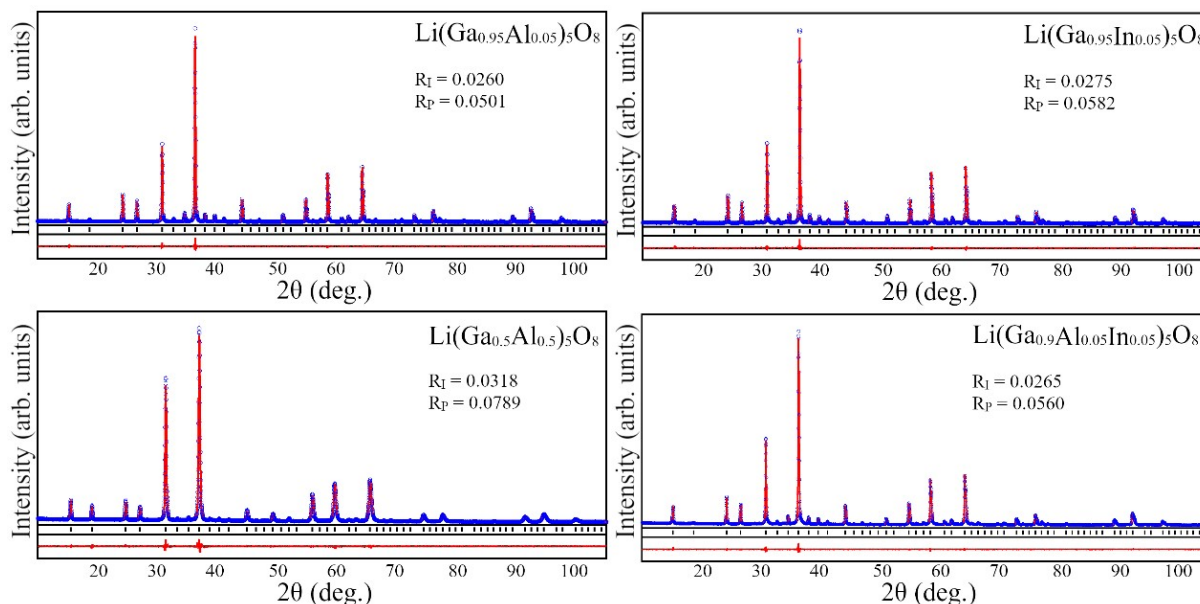 Intensity (arb. units)
Li(Ga0.95Al0.05)5O8
RI = 0.0260
RP = 0.0501
20 30 40 50 60 70 80 90 100
2θ (deg.)
Intensity (arb. units)
Li(Ga0.95In0.05)5O8
RI = 0.0275
RP = 0.0582
20 30 40 50 60 70 80 90 100
2θ (deg.)
Intensity (arb. units)
Li(Ga0.5Al0.5)5O8
RI = 0.0318
RP = 0.0789
20 30 40 50 60 70 80 90 100
2θ (deg.)
Intensity (arb. units)
Li(Ga0.9Al0.05In0.05)5O8
RI = 0.0265
RP = 0.0560
20 30 40 50 60 70 80 90 100
2θ (deg.)